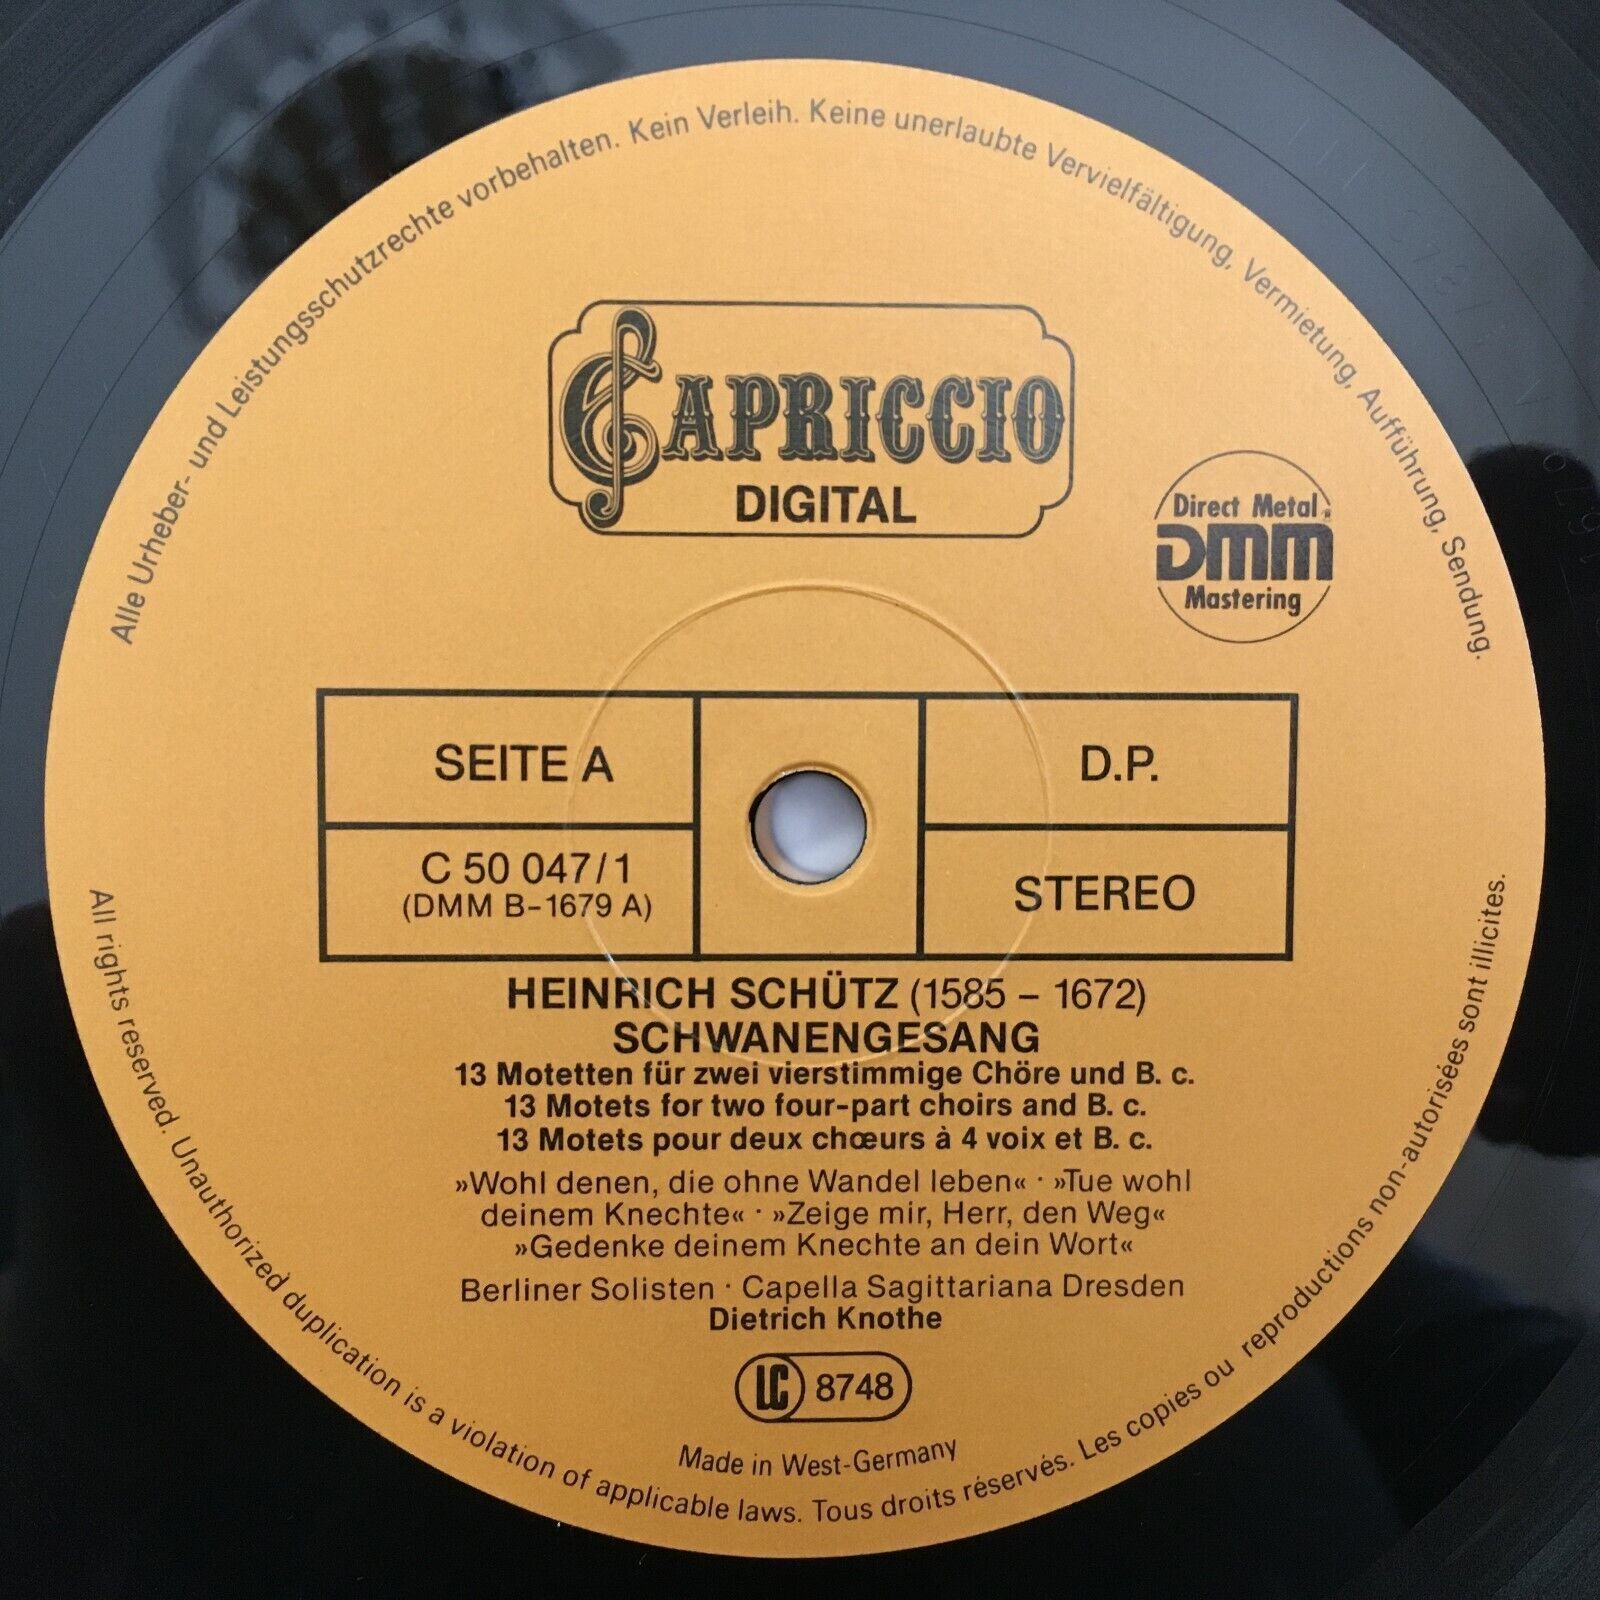 Alle Urheber- und Leistungsschutzrechte vorbehalten. Kein Verleih. Keine unerlaubte Vervielfältigung, Vermietung, Aufführung, Sendung.
CAPRICCIO
DIGITAL
Direct Metal
DMM
Mastering
SEITE A
D.P.
C 50 047/1
(DMM B-1679 A)
STEREO
HEINRICH SCHÜTZ (1585 – 1672)
SCHWANENGESANG
13 Motetten für zwei vierstimmige Chöre und B. c.
13 Motets for two four-part choirs and B. c.
13 Motets pour deux chœurs à 4 voix et B. c.
»Wohl denen, die ohne Wandel leben« · »Tue wohl
deinem Knechte« · »Zeige mir, Herr, den Weg«
»Gedenke deinem Knechte an dein Wort«
Berliner Solisten · Capella Sagittariana Dresden
Dietrich Knothe
LC 8748
Made in West-Germany
All rights reserved. Unauthorized duplication is a violation of applicable laws. Tous droits réservés. Les copies ou reproductions non-autorisées sont illicites.